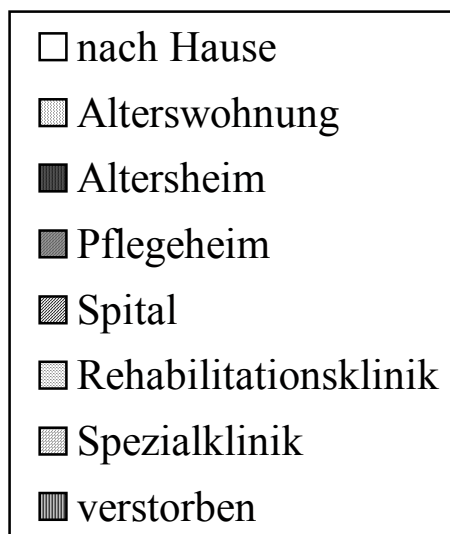 nach Hause
Alterswohnung
Altersheim
Pflegeheim
Spital
Rehabilitationsklinik
Spezialklinik
verstorben